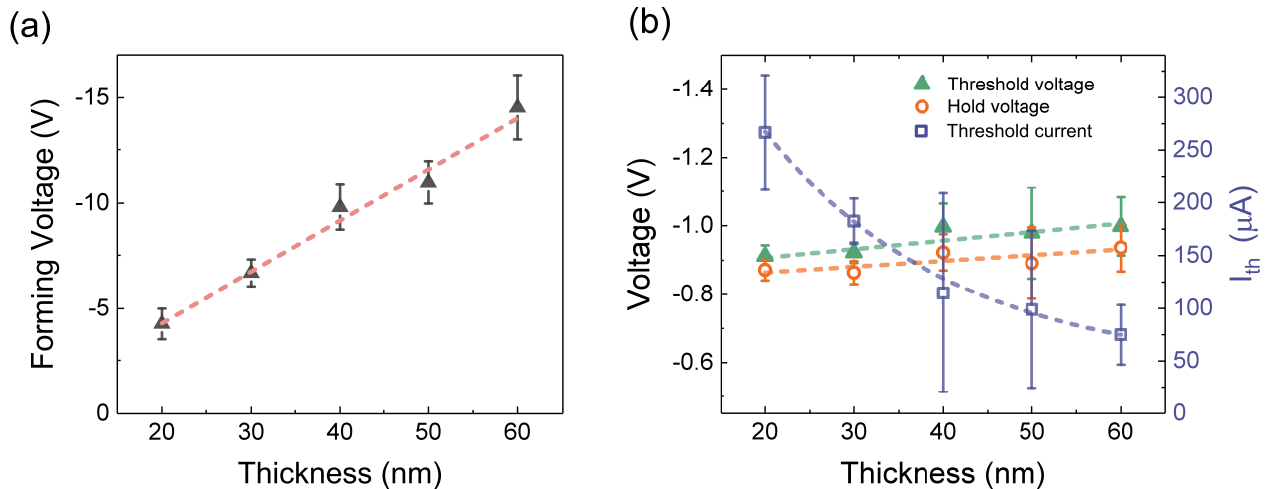 (a)
Forming Voltage (V)
-15
-10
-5
0
20 30 40 50 60
Thickness (nm)
(b)
Voltage (V)
-1.4
-1.2
-1.0
-0.8
-0.6
Threshold voltage
Hold voltage
Threshold current
300
250
200
150
100
50
0
I_th (μA)
20 30 40 50 60
Thickness (nm)